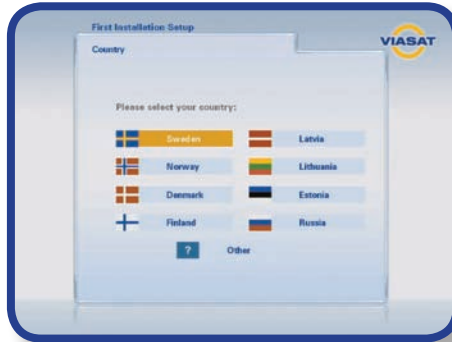 First Installation Setup
VIASAT
Country
Please select your country:
Sweden Latvia
Norway Lithuania
Denmark Estonia
Finland Russia
? Other